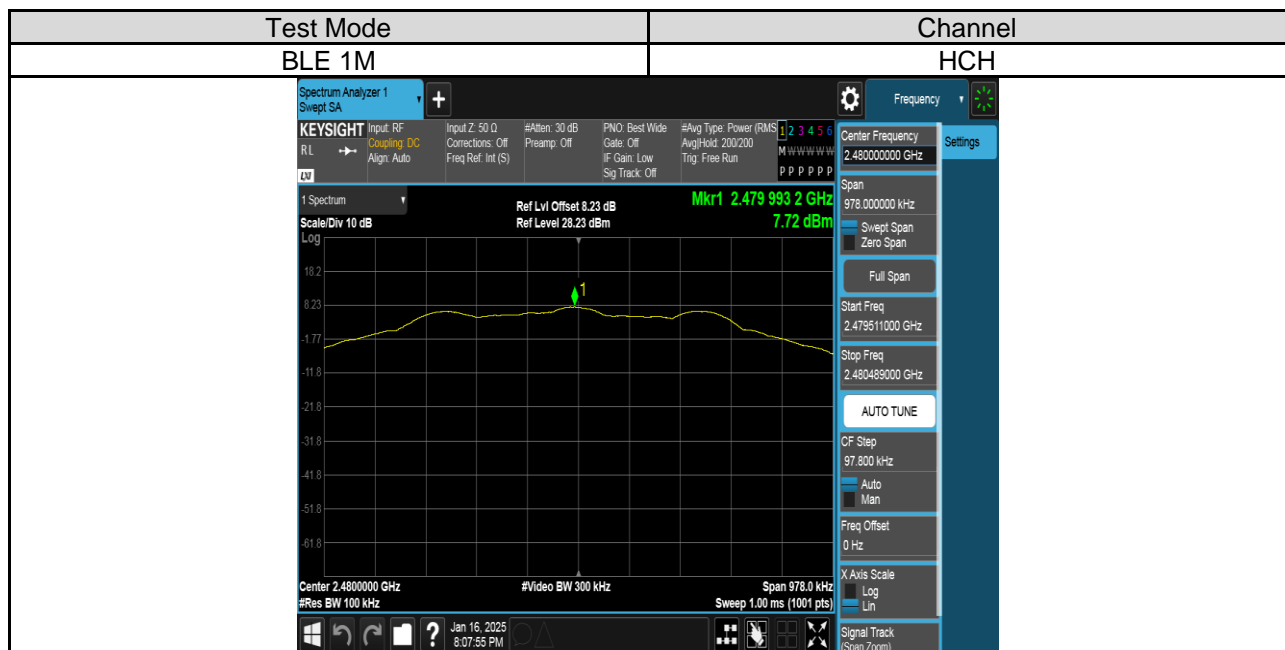 Test Mode
Channel
BLE 1M
HCH
Spectrum Analyzer 1
Swept SA
+
Frequency
KEYSIGHT
RL
LXI
Input: RF
Coupling: DC
Align: Auto
Input Z: 50 Ω
Corrections: Off
Freq Ref: Int (S)
#Atten: 30 dB
Preamp: Off
PNO: Best Wide
Gate: Off
IF Gain: Low
Sig Track: Off
#Avg Type: Power (RMS
Avg|Hold: 200/200
Trig: Free Run
1 2 3 4 5 6
M W W W W W
P P P P P P
1 Spectrum
Scale/Div 10 dB
Log
Ref Lvl Offset 8.23 dB
Ref Level 28.23 dBm
Mkr1 2.479 993 2 GHz
7.72 dBm
18.2
8.23
-1.77
-11.8
-21.8
-31.8
-41.8
-51.8
-61.8
1
Center 2.4800000 GHz
#Video BW 300 kHz
Span 978.0 kHz
#Res BW 100 kHz
Sweep 1.00 ms (1001 pts)
?
Jan 16, 2025
8:07:55 PM
Center Frequency
2.480000000 GHz
Settings
Span
978.000000 kHz
Swept Span
Zero Span
Full Span
Start Freq
2.479511000 GHz
Stop Freq
2.480489000 GHz
AUTO TUNE
CF Step
97.800 kHz
Auto
Man
Freq Offset
0 Hz
X Axis Scale
Log
Lin
Signal Track
(Span Zoom)